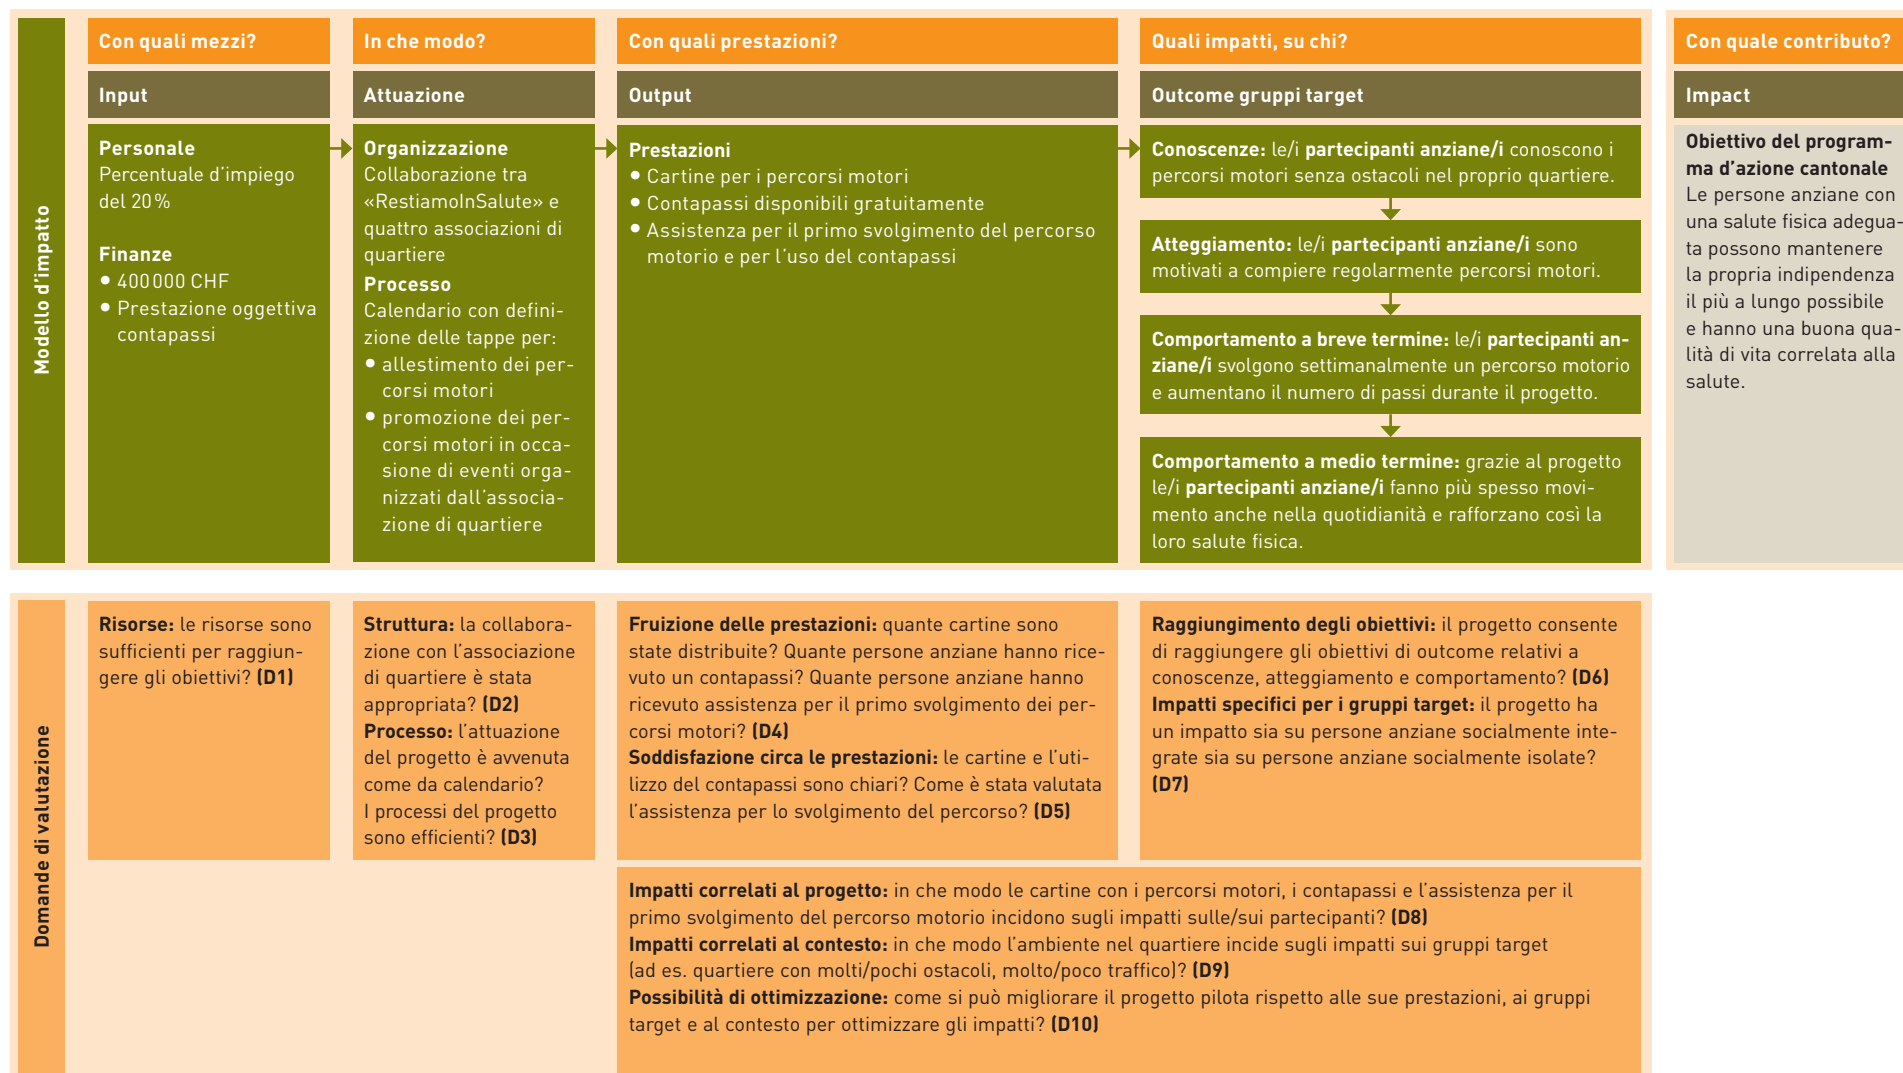 Modello d'impatto
Con quali mezzi?
Input
Personale
Percentuale d'impiego
del 20%
Finanze
• 400000 CHF
• Prestazione oggettiva
contapassi
In che modo?
Attuazione
Organizzazione
Collaborazione tra
«RestiamoInSalute» e
quattro associazioni di
quartiere
Processo
Calendario con defini-
zione delle tappe per:
• allestimento dei per-
corsi motori
• promozione dei per-
corsi motori in occa-
sione di eventi orga-
nizzati dall'associa-
zione di quartiere
Con quali prestazioni?
Output
Prestazioni
• Cartine per i percorsi motori
• Contapassi disponibili gratuitamente
• Assistenza per il primo svolgimento del percorso
motorio e per l'uso del contapassi
Quali impatti, su chi?
Outcome gruppi target
Conoscenze: le/i partecipanti anziane/i conoscono i
percorsi motori senza ostacoli nel proprio quartiere.
Atteggiamento: le/i partecipanti anziane/i sono
motivati a compiere regolarmente percorsi motori.
Comportamento a breve termine: le/i partecipanti an-
ziane/i svolgono settimanalmente un percorso motorio
e aumentano il numero di passi durante il progetto.
Comportamento a medio termine: grazie al progetto
le/i partecipanti anziane/i fanno più spesso movi-
mento anche nella quotidianità e rafforzano così la
loro salute fisica.
Con quale contributo?
Impact
Obiettivo del program-
ma d'azione cantonale
Le persone anziane con
una salute fisica adegua-
ta possono mantenere
la propria indipendenza
il più a lungo possibile
e hanno una buona qua-
lità di vita correlata alla
salute.
Domande di valutazione
Risorse: le risorse sono
sufficienti per raggiun-
gere gli obiettivi? (D1)
Struttura: la collabora-
zione con l'associazione
di quartiere è stata
appropriata? (D2)
Processo: l'attuazione
del progetto è avvenuta
come da calendario?
I processi del progetto
sono efficienti? (D3)
Fruizione delle prestazioni: quante cartine sono
state distribuite? Quante persone anziane hanno rice-
vuto un contapassi? Quante persone anziane hanno
ricevuto assistenza per il primo svolgimento dei per-
corsi motori? (D4)
Soddisfazione circa le prestazioni: le cartine e l'uti-
lizzo del contapassi sono chiari? Come è stata valutata
l'assistenza per lo svolgimento del percorso? (D5)
Raggiungimento degli obiettivi: il progetto consente
di raggiungere gli obiettivi di outcome relativi a
conoscenze, atteggiamento e comportamento? (D6)
Impatti specifici per i gruppi target: il progetto ha
un impatto sia su persone anziane socialmente inte-
grate sia su persone anziane socialmente isolate?
(D7)
Impatti correlati al progetto: in che modo le cartine con i percorsi motori, i contapassi e l'assistenza per il
primo svolgimento del percorso motorio incidono sugli impatti sulle/sui partecipanti? (D8)
Impatti correlati al contesto: in che modo l'ambiente nel quartiere incide sugli impatti sui gruppi target
(ad es. quartiere con molti/pochi ostacoli, molto/poco traffico)? (D9)
Possibilità di ottimizzazione: come si può migliorare il progetto pilota rispetto alle sue prestazioni, ai gruppi
target e al contesto per ottimizzare gli impatti? (D10)